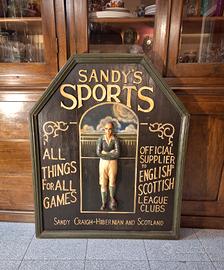 SANDY'S
SPORTS
ALL
THINGS
FOR ALL
GAMES
OFFICIAL
SUPPLIER
TO
ENGLISH
SCOTTISH
LEAGUE
CLUBS
SANDY CRAIGH-HIBERNIAN AND SCOTLAND